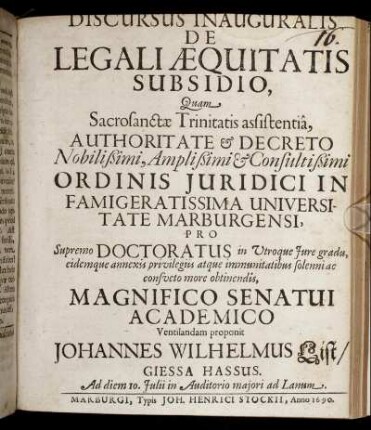 DISCURSUS INAUGURALIS
16.
DE
LEGALI ÆQUITATIS
SUBSIDIO,
Quam
Sacrosanctæ Trinitatis assistentiâ,
AUTHORITATE & DECRETO
Nobilißimi, Amplißimi & Consultißimi
ORDINIS JURIDICI IN
FAMIGERATISSIMA UNIVERSI-
TATE MARBURGENSI,
PRO
Supremo DOCTORATUS in Utroque Jure gradu,
eidemque annexis privilegiis atque immunitatibus solenni ac
consveto more obtinendis,
MAGNIFICO SENATUI
ACADEMICO
Ventilandam proponit
JOHANNES WILHELMUS List/
GIESSA HASSUS.
Ad diem 10. Julii in Auditorio majori ad Lanum.
MARBURGI, Typis JOH. HENRICI STOCKII, Anno 1690.